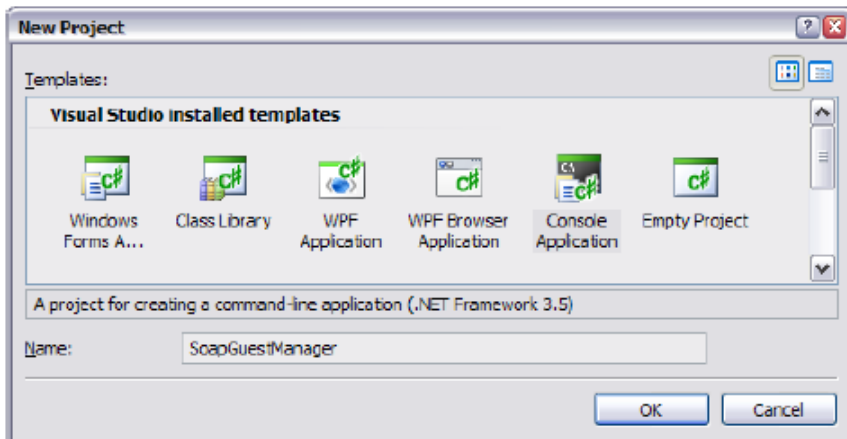 New Project
Templates:
Visual Studio installed templates
Windows Forms A...
Class Library
WPF Application
WPF Browser Application
Console Application
Empty Project
A project for creating a command-line application (.NET Framework 3.5)
Name:
SoapGuestManager
OK
Cancel